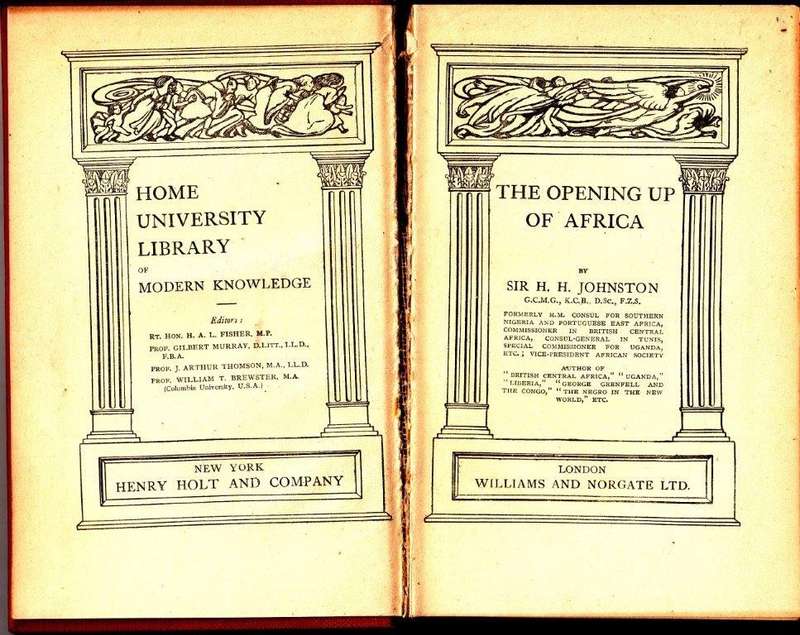 HOME
UNIVERSITY
LIBRARY
OF
MODERN KNOWLEDGE
Editors:
RT. HON. H. A. L. FISHER, M.P.
PROF. GILBERT MURRAY, D.LITT., LL.D.,
F.B.A.
PROF. J. ARTHUR THOMSON, M.A., LL.D.
PROF. WILLIAM T. BREWSTER, M.A.
(Columbia University, U.S.A.)
NEW YORK
HENRY HOLT AND COMPANY
THE OPENING UP
OF AFRICA
BY
SIR H. H. JOHNSTON
G.C.M.G., K.C.B., D.Sc., F.Z.S.
FORMERLY H.M. CONSUL FOR SOUTHERN
NIGERIA AND PORTUGUESE EAST AFRICA,
COMMISSIONER IN BRITISH CENTRAL
AFRICA, CONSUL-GENERAL IN TUNIS,
SPECIAL COMMISSIONER FOR UGANDA,
ETC.; VICE-PRESIDENT AFRICAN SOCIETY
AUTHOR OF
"BRITISH CENTRAL AFRICA," "UGANDA,"
"LIBERIA," "GEORGE GRENFELL AND
THE CONGO," "THE NEGRO IN THE NEW
WORLD," ETC.
LONDON
WILLIAMS AND NORGATE LTD.